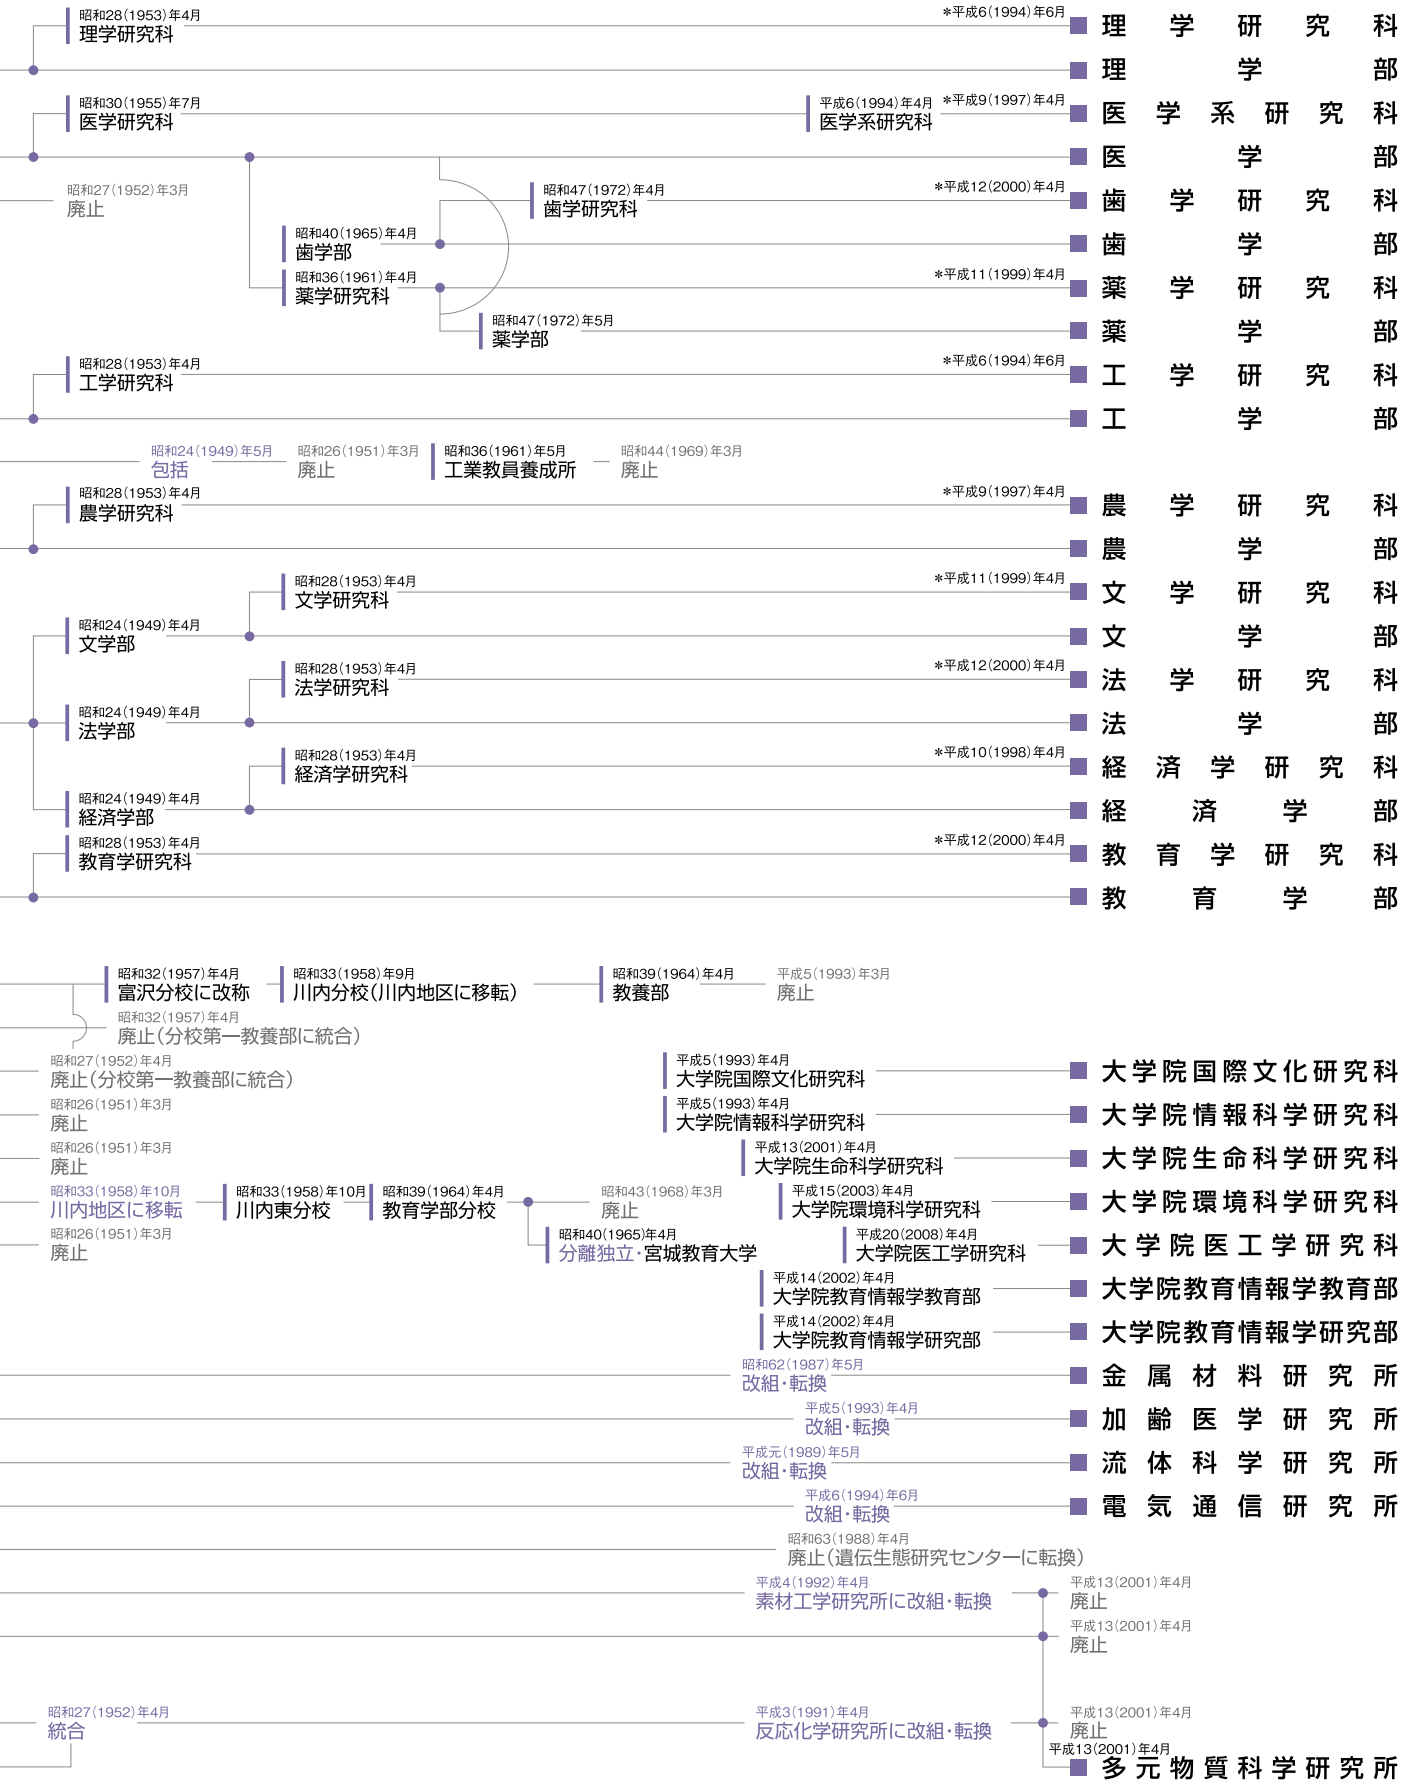 昭和28(1953)年4月
理学研究科
＊平成6(1994)年6月
理学研究科
理学部
昭和30(1955)年7月
医学研究科
平成6(1994)年4月
医学系研究科
＊平成9(1997)年4月
医学系研究科
医学部
昭和27(1952)年3月
廃止
昭和47(1972)年4月
歯学研究科
＊平成12(2000)年4月
歯学研究科
昭和40(1965)年4月
歯学部
歯学部
昭和36(1961)年4月
薬学研究科
＊平成11(1999)年4月
薬学研究科
昭和47(1972)年5月
薬学部
薬学部
昭和28(1953)年4月
工学研究科
＊平成6(1994)年6月
工学研究科
工学部
昭和24(1949)年5月
包括
昭和26(1951)年3月
廃止
昭和36(1961)年5月
工業教員養成所
昭和44(1969)年3月
廃止
昭和28(1953)年4月
農学研究科
＊平成9(1997)年4月
農学研究科
農学部
昭和28(1953)年4月
文学研究科
＊平成11(1999)年4月
文学研究科
昭和24(1949)年4月
文学部
文学部
昭和28(1953)年4月
法学研究科
＊平成12(2000)年4月
法学研究科
昭和24(1949)年4月
法学部
法学部
昭和28(1953)年4月
経済学研究科
＊平成10(1998)年4月
経済学研究科
昭和24(1949)年4月
経済学部
経済学部
昭和28(1953)年4月
教育学研究科
＊平成12(2000)年4月
教育学研究科
教育学部
昭和32(1957)年4月
富沢分校に改称
昭和33(1958)年9月
川内分校(川内地区に移転)
昭和39(1964)年4月
教養部
平成5(1993)年3月
廃止
昭和32(1957)年4月
廃止(分校第一教養部に統合)
昭和27(1952)年4月
廃止(分校第一教養部に統合)
平成5(1993)年4月
大学院国際文化研究科
大学院国際文化研究科
昭和26(1951)年3月
廃止
平成5(1993)年4月
大学院情報科学研究科
大学院情報科学研究科
昭和26(1951)年3月
廃止
平成13(2001)年4月
大学院生命科学研究科
大学院生命科学研究科
昭和33(1958)年10月
川内地区に移転
昭和33(1958)年10月
川内東分校
昭和39(1964)年4月
教育学部分校
昭和43(1968)年3月
廃止
平成15(2003)年4月
大学院環境科学研究科
大学院環境科学研究科
昭和26(1951)年3月
廃止
昭和40(1965)年4月
分離独立・宮城教育大学
平成20(2008)年4月
大学院医工学研究科
大学院医工学研究科
平成14(2002)年4月
大学院教育情報学教育部
大学院教育情報学教育部
平成14(2002)年4月
大学院教育情報学研究部
大学院教育情報学研究部
昭和62(1987)年5月
改組・転換
金属材料研究所
平成5(1993)年4月
改組・転換
加齢医学研究所
平成元(1989)年5月
改組・転換
流体科学研究所
平成6(1994)年6月
改組・転換
電気通信研究所
昭和63(1988)年4月
廃止(遺伝生態研究センターに転換)
平成4(1992)年4月
素材工学研究所に改組・転換
平成13(2001)年4月
廃止
平成13(2001)年4月
廃止
昭和27(1952)年4月
統合
平成3(1991)年4月
反応化学研究所に改組・転換
平成13(2001)年4月
廃止
平成13(2001)年4月
多元物質科学研究所